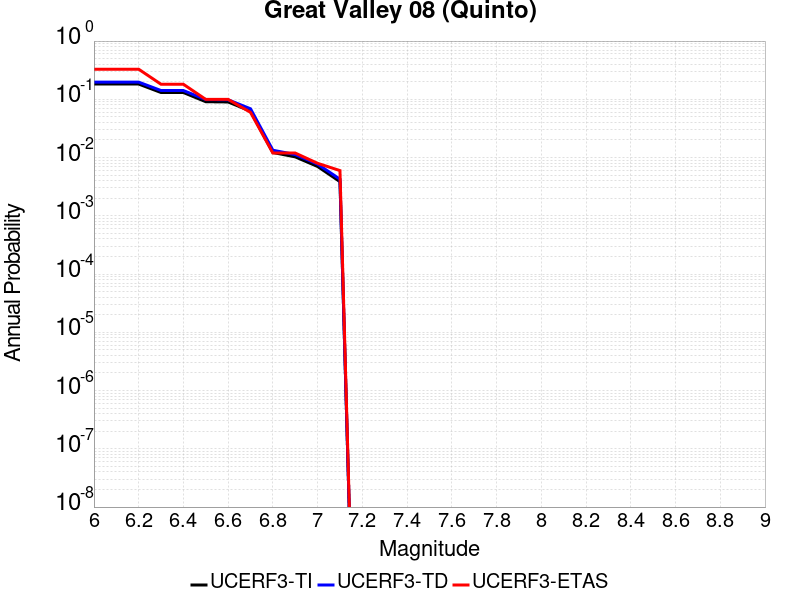 Great Valley 08 (Quinto)
10^0
10^-1
10^-2
10^-3
10^-4
10^-5
10^-6
10^-7
10^-8
Annual Probability
6 6.2 6.4 6.6 6.8 7 7.2 7.4 7.6 7.8 8 8.2 8.4 8.6 8.8 9
Magnitude
UCERF3-TI UCERF3-TD UCERF3-ETAS